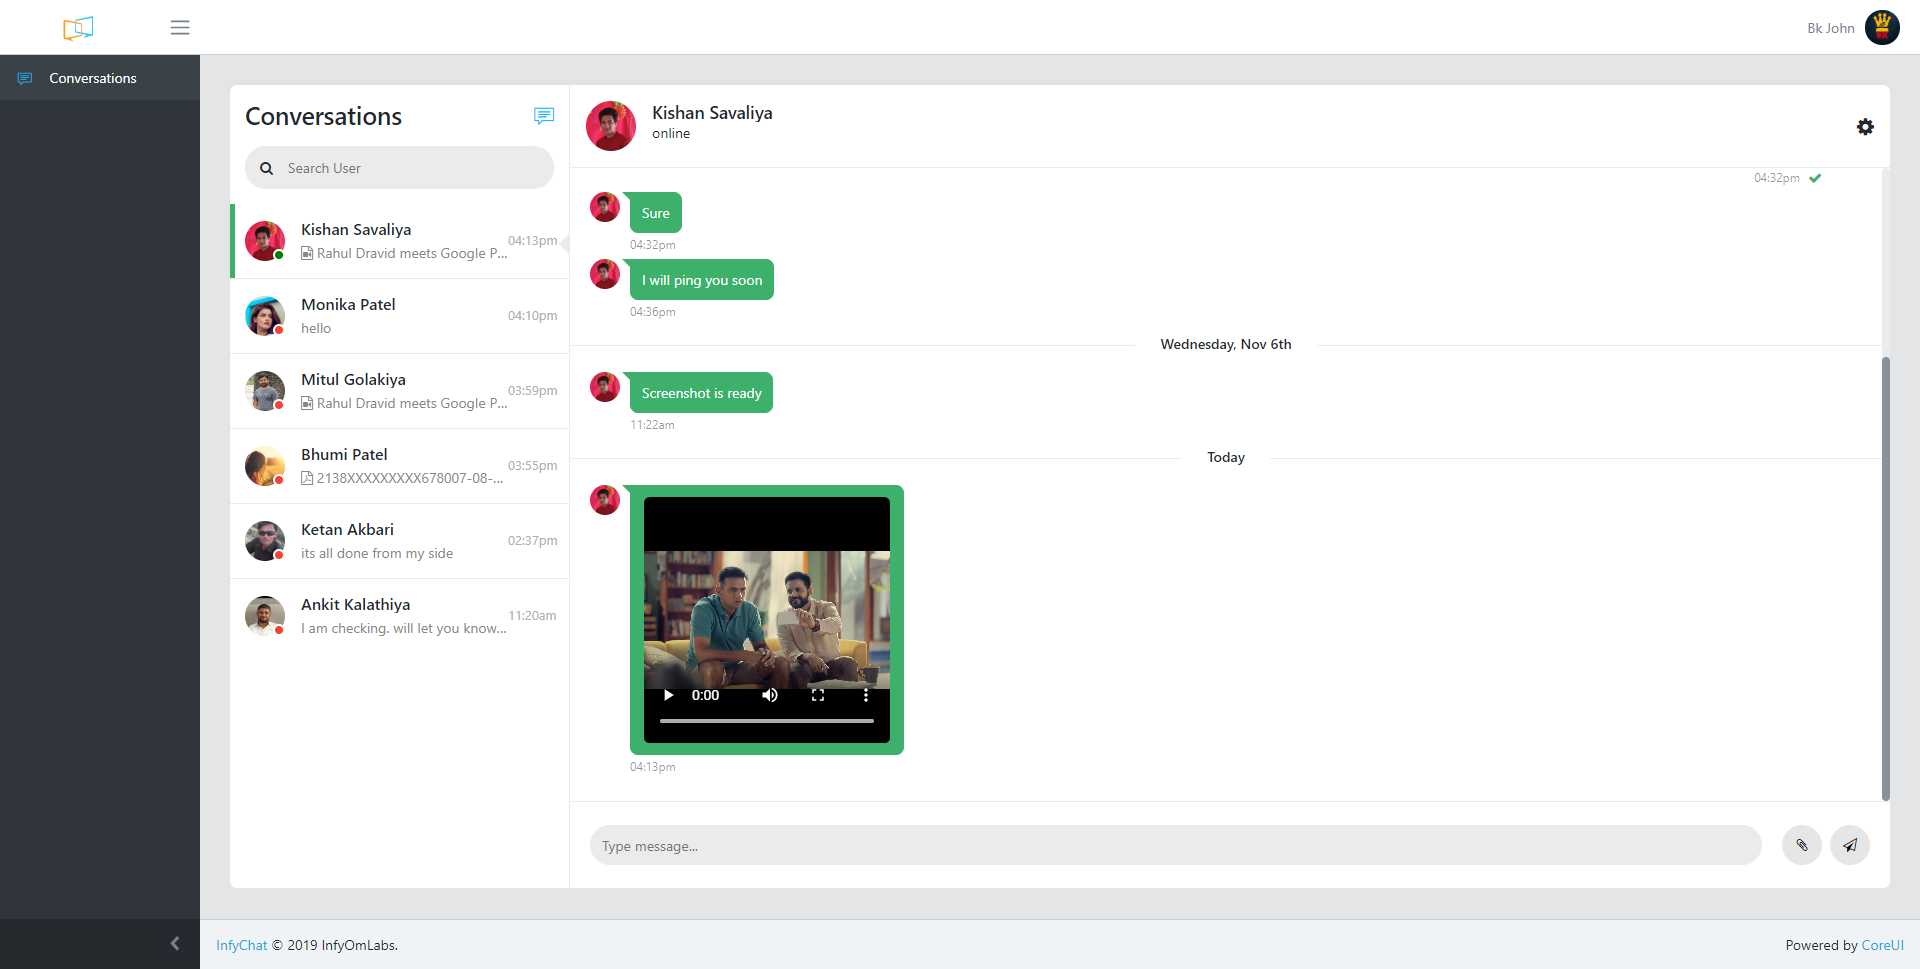 Bk John
Conversations
Conversations
Search User
Kishan Savaliya
Rahul Dravid meets Google P...
04:13pm
Monika Patel
hello
04:10pm
Mitul Golakiya
Rahul Dravid meets Google P...
03:59pm
Bhumi Patel
2138XXXXXXXXX678007-08-...
03:55pm
Ketan Akbari
its all done from my side
02:37pm
Ankit Kalathiya
I am checking. will let you know...
11:20am
Kishan Savaliya
online
04:32pm
Sure
04:32pm
I will ping you soon
04:36pm
Wednesday, Nov 6th
Screenshot is ready
11:22am
Today
0:00
04:13pm
Type message...
InfyChat © 2019 InfyOmLabs.
Powered by CoreUI